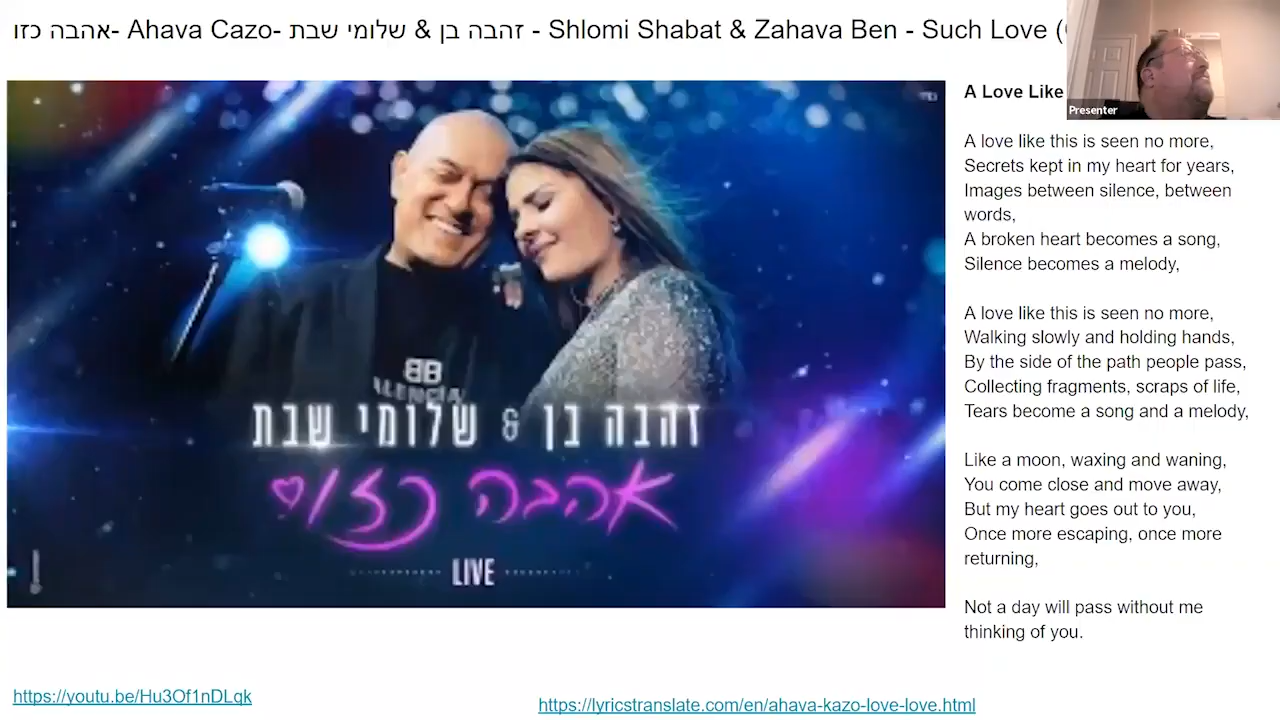 אהבה כזו- Ahava Cazo- זהבה בן & שלומי שבת - Shlomi Shabat & Zahava Ben - Such Love (
Presenter
A Love Like
A love like this is seen no more,
Secrets kept in my heart for years,
Images between silence, between
words,
A broken heart becomes a song,
Silence becomes a melody,
A love like this is seen no more,
Walking slowly and holding hands,
By the side of the path people pass,
Collecting fragments, scraps of life,
Tears become a song and a melody,
Like a moon, waxing and waning,
You come close and move away,
But my heart goes out to you,
Once more escaping, once more
returning,
Not a day will pass without me
thinking of you.
BB
זהבה בן & שלומי שבת
אהבה כזו
LIVE
https://youtu.be/Hu3Of1nDLqk
https://lyricstranslate.com/en/ahava-kazo-love-love.html